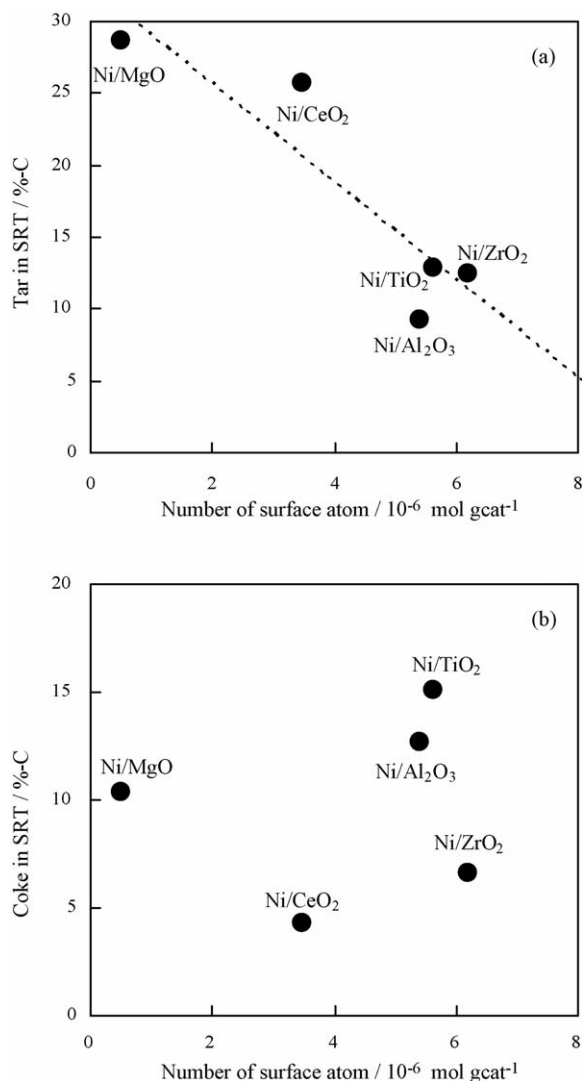 30
(a)
Ni/MgO
25
Ni/CeO₂
20
Tar in SRT / %-C
15
Ni/ZrO₂
Ni/TiO₂
10
Ni/Al₂O₃
5
0
0 2 4 6 8
Number of surface atom / 10⁻⁶ mol gcat⁻¹
20
(b)
Ni/TiO₂
15
Ni/MgO
Ni/Al₂O₃
Coke in SRT / %-C
10
Ni/ZrO₂
Ni/CeO₂
5
0
0 2 4 6 8
Number of surface atom / 10⁻⁶ mol gcat⁻¹